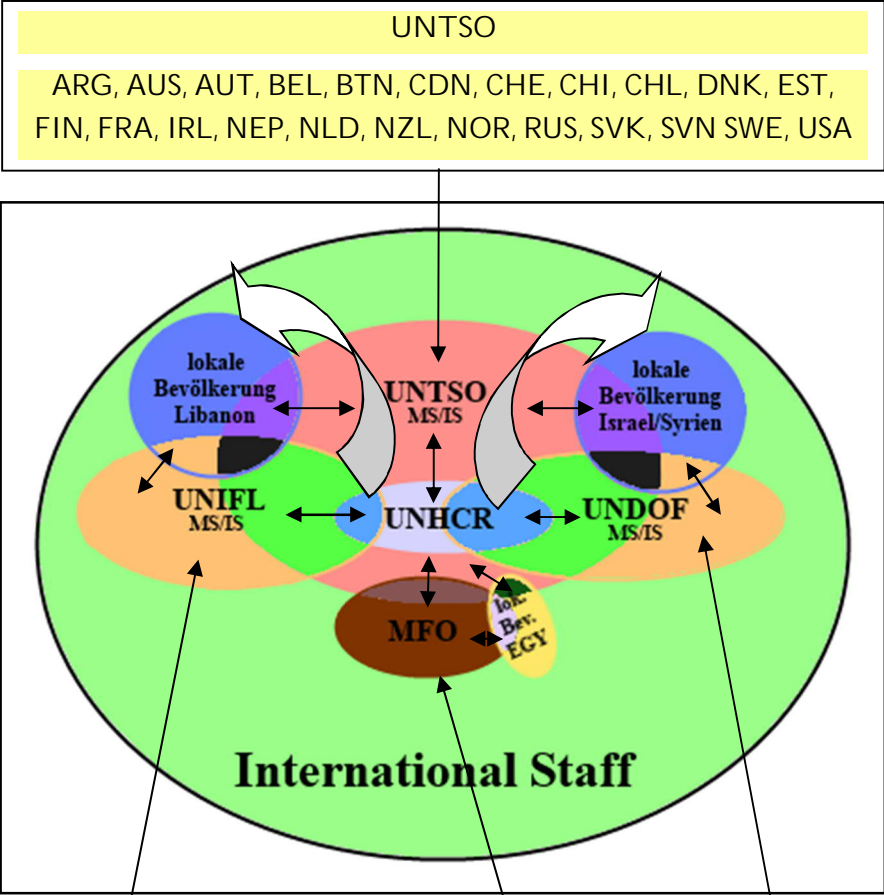 UNTSO
ARG, AUS, AUT, BEL, BTN, CDN, CHE, CHI, CHL, DNK, EST,
FIN, FRA, IRL, NEP, NLD, NZL, NOR, RUS, SVK, SVN SWE, USA
lokale
Bevölkerung
Libanon
UNTSO
MS/IS
lokale
Bevölkerung
Israel/Syrien
UNIFL
MS/IS
UNHCR
UNDOF
MS/IS
MFO
lok.
Bev.
EGY
International Staff